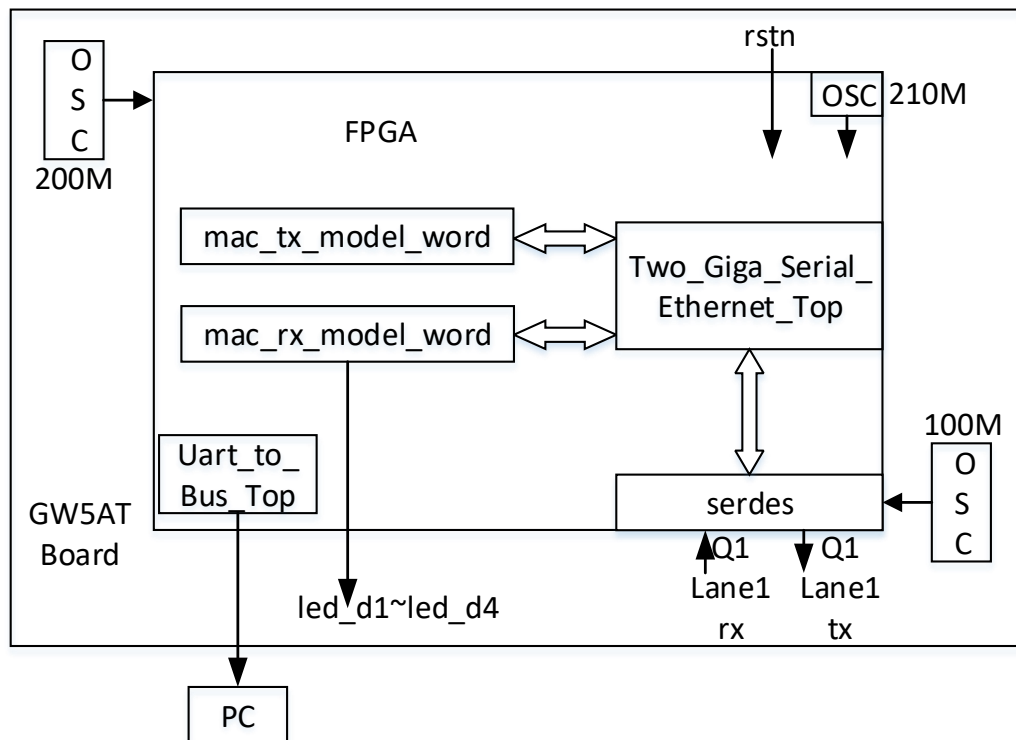 O
S
C
200M
rstn
OSC 210M
FPGA
mac_tx_model_word
Two_Giga_Serial_
Ethernet_Top
mac_rx_model_word
Uart_to_
Bus_Top
100M
O
S
C
serdes
GW5AT
Board
Q1
Lane1
rx
Q1
Lane1
tx
led_d1~led_d4
PC